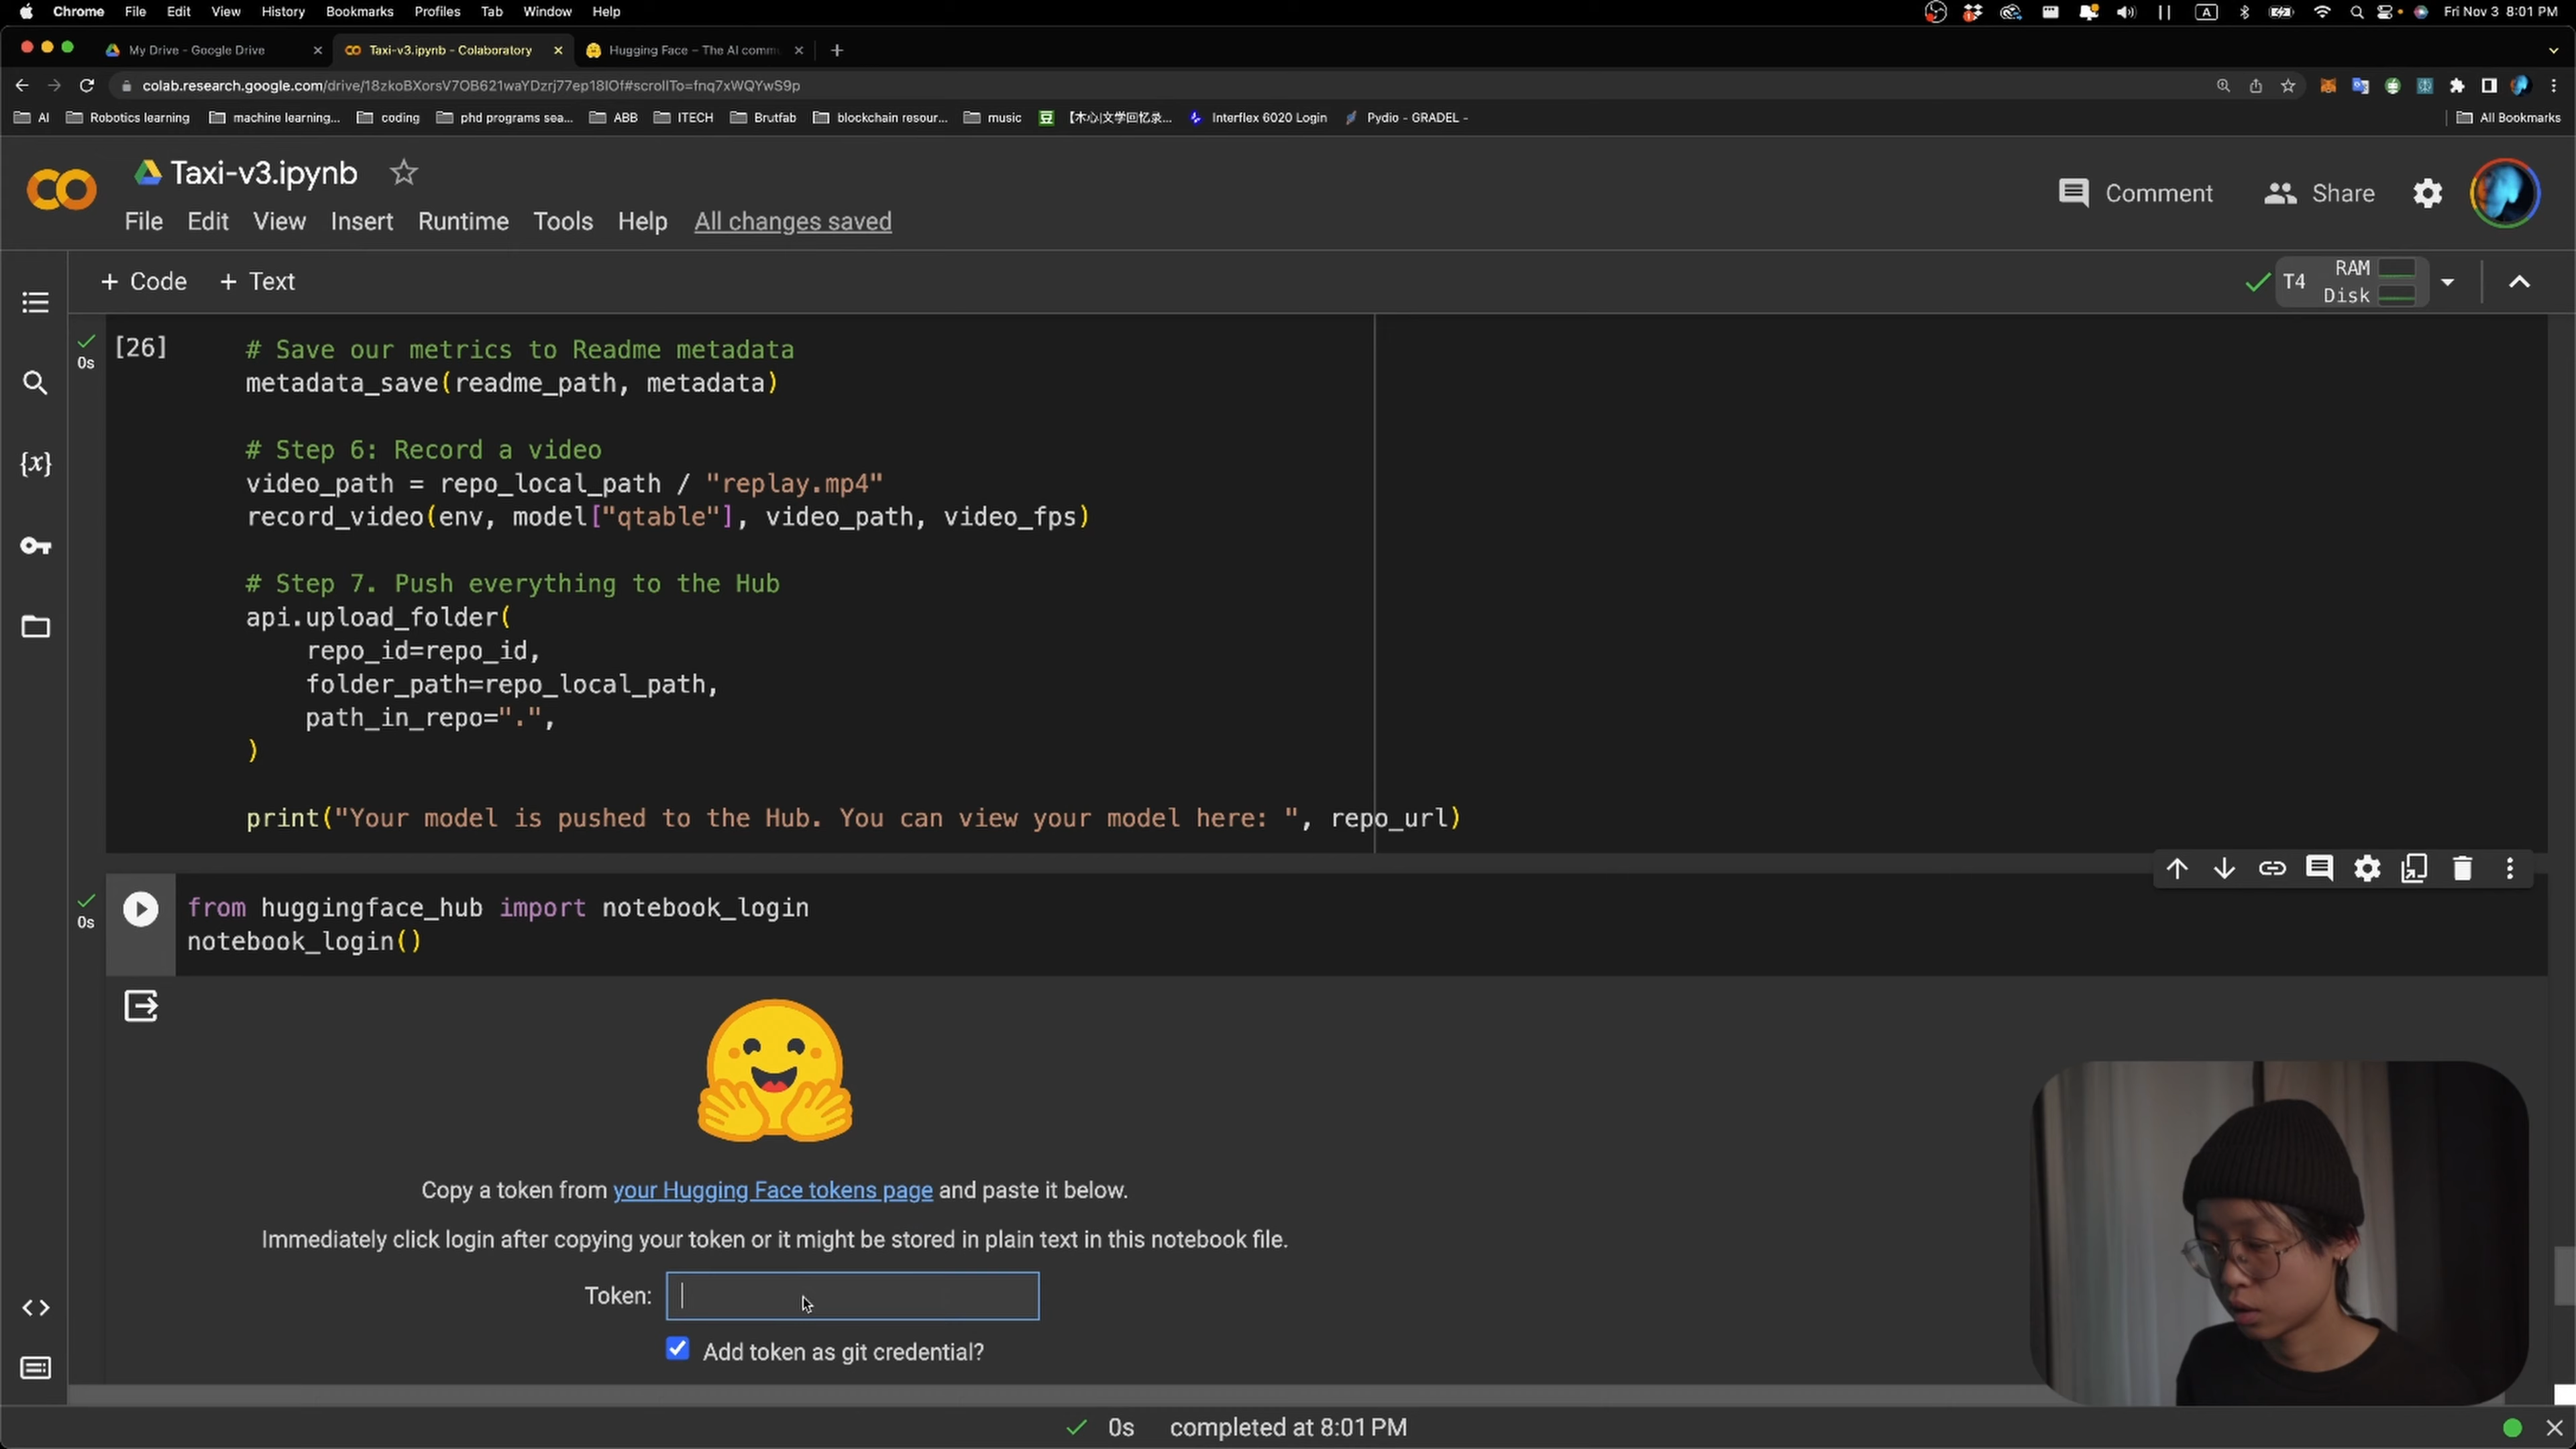 Chrome File Edit View History Bookmarks Profiles Tab Window Help A Fri Nov 3 8:01 PM
My Drive - Google Drive Taxi-v3.ipynb - Colaboratory Hugging Face – The AI commu
colab.research.google.com/drive/18zkoBXorsV7OB621waYDzrj77ep18IOf#scrollTo=fnq7xWQYwS9p
AI Robotics learning machine learning... coding phd programs sea... ABB ITECH Brutfab blockchain resour... music 豆 【木心|文学回忆录... Interflex 6020 Login Pydio - GRADEL - All Bookmarks
Taxi-v3.ipynb
Comment Share
File Edit View Insert Runtime Tools Help All changes saved
+ Code + Text T4 RAM Disk
[26] # Save our metrics to Readme metadata
0s
metadata_save(readme_path, metadata)
# Step 6: Record a video
video_path = repo_local_path / "replay.mp4"
record_video(env, model["qtable"], video_path, video_fps)
# Step 7. Push everything to the Hub
api.upload_folder(
repo_id=repo_id,
folder_path=repo_local_path,
path_in_repo=".",
)
print("Your model is pushed to the Hub. You can view your model here: ", repo_url)
from huggingface_hub import notebook_login
0s
notebook_login()
Copy a token from your Hugging Face tokens page and paste it below.
Immediately click login after copying your token or it might be stored in plain text in this notebook file.
Token:
Add token as git credential?
0s completed at 8:01 PM